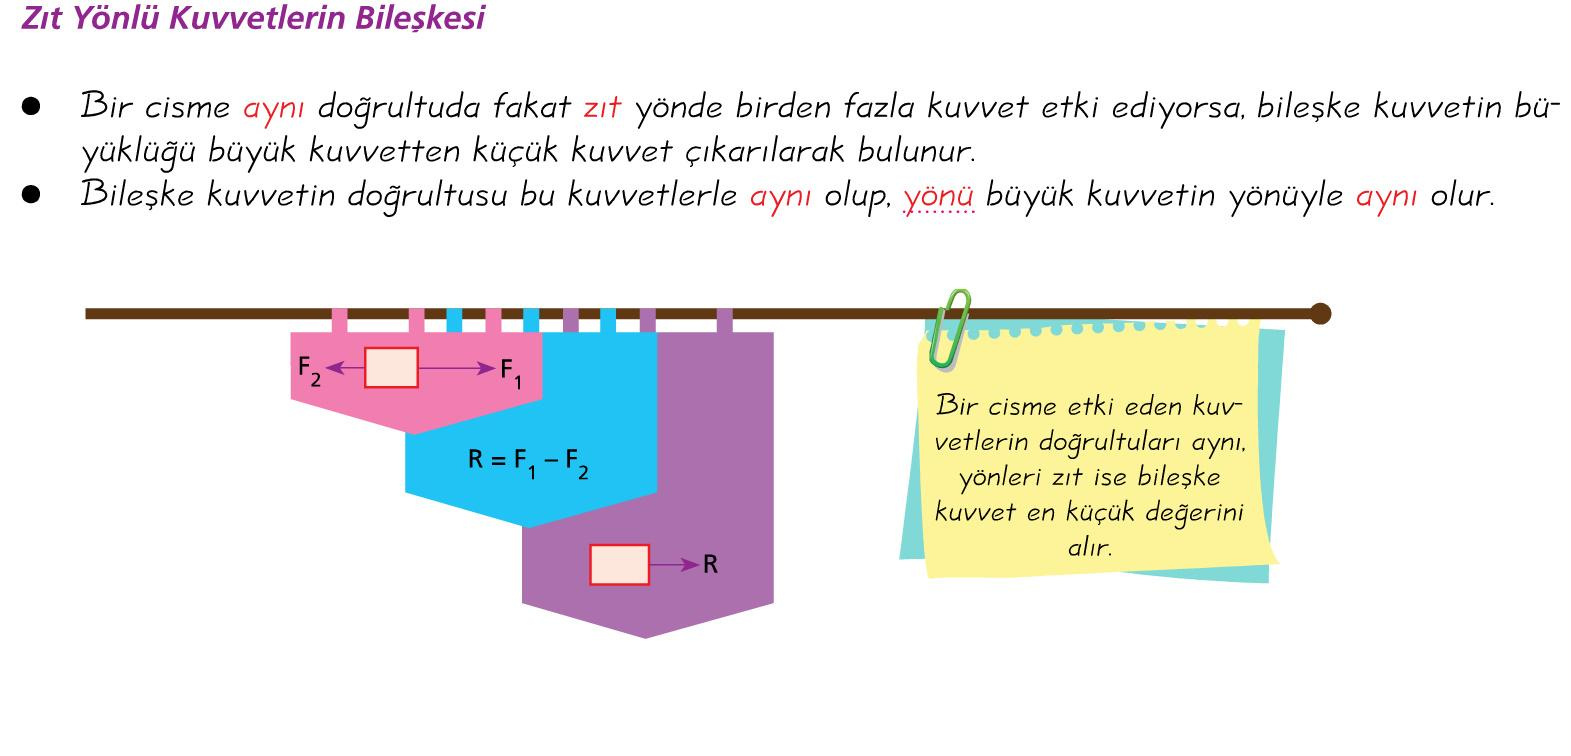 Zıt Yönlü Kuvvetlerin Bileşkesi
● Bir cisme aynı doğrultuda fakat zıt yönde birden fazla kuvvet etki ediyorsa, bileşke kuvvetin bü-
yüklüğü büyük kuvvetten küçük kuvvet çıkarılarak bulunur.
● Bileşke kuvvetin doğrultusu bu kuvvetlerle aynı olup, yönü büyük kuvvetin yönüyle aynı olur.
F2 F1
R = F1 – F2
R
Bir cisme etki eden kuv-
vetlerin doğrultuları aynı,
yönleri zıt ise bileşke
kuvvet en küçük değerini
alır.